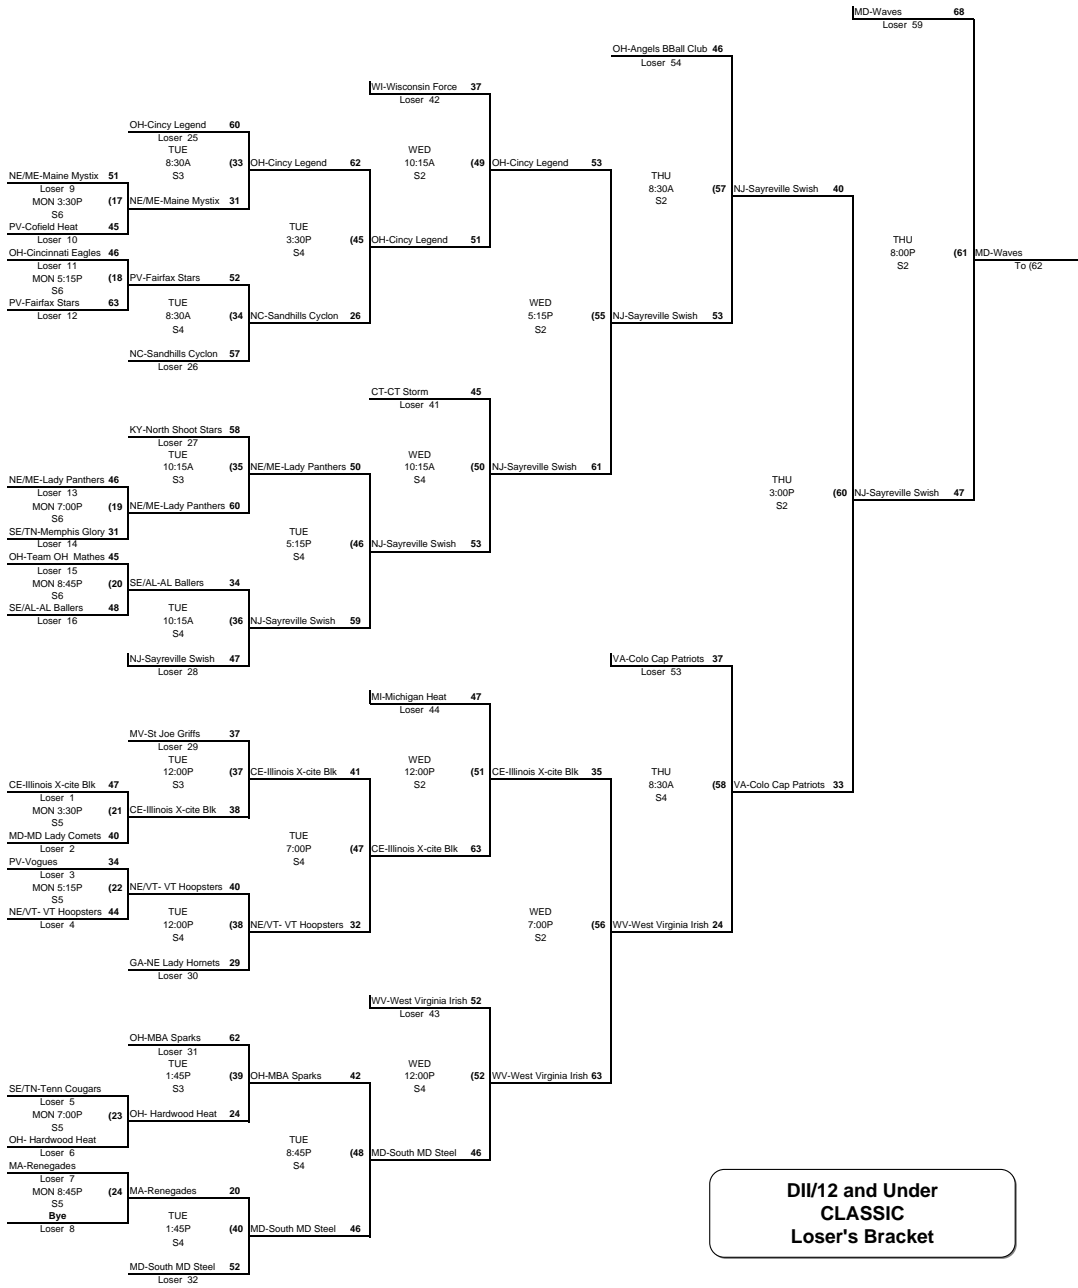 MD-Waves 68
Loser 59
OH-Angels BBall Club 46
Loser 54
WI-Wisconsin Force 37
Loser 42
OH-Cincy Legend 60
Loser 25
TUE
8:30A (33 OH-Cincy Legend 62
S3
WED
10:15A (49 OH-Cincy Legend 53
S2
THU
8:30A (57 NJ-Sayreville Swish 40
S2
NE/ME-Maine Mystix 51
Loser 9
MON 3:30P (17 NE/ME-Maine Mystix 31
S6
PV-Cofield Heat 45
Loser 10
TUE
3:30P (45 OH-Cincy Legend 51
S4
THU
8:00P (61 MD-Waves
S2
To (62
OH-Cincinnati Eagles 46
Loser 11
MON 5:15P (18 PV-Fairfax Stars 52
S6
PV-Fairfax Stars 63
Loser 12
TUE
8:30A (34 NC-Sandhills Cyclon 26
S4
WED
5:15P (55 NJ-Sayreville Swish 53
S2
NC-Sandhills Cyclon 57
Loser 26
CT-CT Storm 45
Loser 41
KY-North Shoot Stars 58
Loser 27
TUE
10:15A (35 NE/ME-Lady Panthers 50
S3
WED
10:15A (50 NJ-Sayreville Swish 61
S4
NE/ME-Lady Panthers 46
Loser 13
MON 7:00P (19 NE/ME-Lady Panthers 60
S6
SE/TN-Memphis Glory 31
Loser 14
THU
3:00P (60 NJ-Sayreville Swish 47
S2
TUE
5:15P (46 NJ-Sayreville Swish 53
S4
OH-Team OH Mathes 45
Loser 15
MON 8:45P (20 SE/AL-AL Ballers 34
S6
SE/AL-AL Ballers 48
Loser 16
TUE
10:15A (36 NJ-Sayreville Swish 59
S4
NJ-Sayreville Swish 47
Loser 28
VA-Colo Cap Patriots 37
Loser 53
MI-Michigan Heat 47
Loser 44
MV-St Joe Griffs 37
Loser 29
TUE
12:00P (37 CE-Illinois X-cite Blk 41
S3
WED
12:00P (51 CE-Illinois X-cite Blk 35
S2
THU
8:30A (58 VA-Colo Cap Patriots 33
S4
CE-Illinois X-cite Blk 47
Loser 1
MON 3:30P (21 CE-Illinois X-cite Blk 38
S5
MD-MD Lady Comets 40
Loser 2
TUE
7:00P (47 CE-Illinois X-cite Blk 63
S4
PV-Vogues 34
Loser 3
MON 5:15P (22 NE/VT- VT Hoopsters 40
S5
NE/VT- VT Hoopsters 44
Loser 4
TUE
12:00P (38 NE/VT- VT Hoopsters 32
S4
WED
7:00P (56 WV-West Virginia Irish 24
S2
GA-NE Lady Hornets 29
Loser 30
WV-West Virginia Irish 52
Loser 43
OH-MBA Sparks 62
Loser 31
TUE
1:45P (39 OH-MBA Sparks 42
S3
WED
12:00P (52 WV-West Virginia Irish 63
S4
SE/TN-Tenn Cougars
Loser 5
MON 7:00P (23 OH- Hardwood Heat 24
S5
OH- Hardwood Heat
Loser 6
TUE
8:45P (48 MD-South MD Steel 46
S4
MA-Renegades
Loser 7
MON 8:45P (24 MA-Renegades 20
S5
Bye
Loser 8
TUE
1:45P (40 MD-South MD Steel 46
S4
MD-South MD Steel 52
Loser 32
DII/12 and Under
CLASSIC
Loser's Bracket